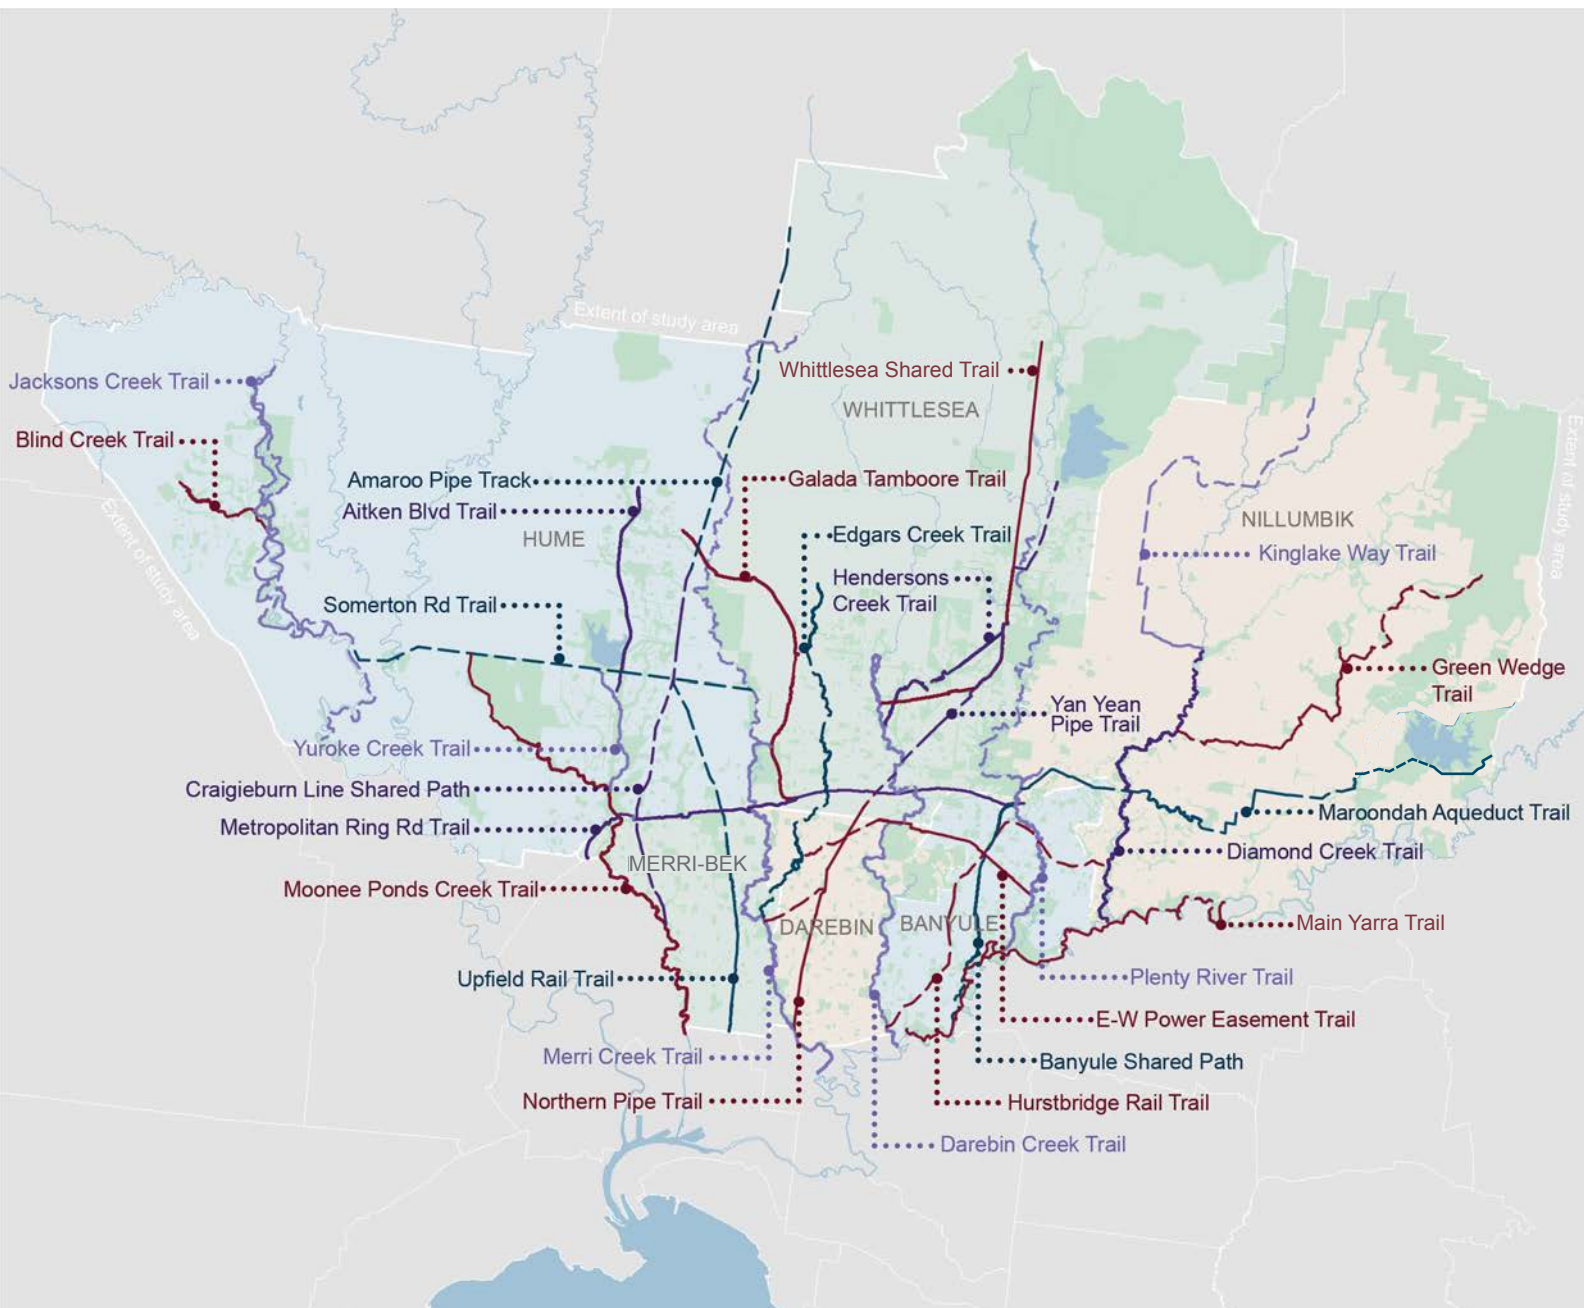 Extent of study area
Whittlesea Shared Trail
Jacksons Creek Trail
WHITTLESEA
Extent of study area
Blind Creek Trail
Amaroo Pipe Track
Galada Tamboore Trail
Aitken Blvd Trail
NILLUMBIK
HUME
Edgars Creek Trail
Extent of study area
Kinglake Way Trail
Hendersons
Creek Trail
Somerton Rd Trail
Green Wedge
Trail
Yan Yean
Pipe Trail
Yuroke Creek Trail
Craigieburn Line Shared Path
Maroondah Aqueduct Trail
Metropolitan Ring Rd Trail
Diamond Creek Trail
MERRI-BEK
Moonee Ponds Creek Trail
DAREBIN
BANYULE
Main Yarra Trail
Upfield Rail Trail
Plenty River Trail
E-W Power Easement Trail
Merri Creek Trail
Banyule Shared Path
Northern Pipe Trail
Hurstbridge Rail Trail
Darebin Creek Trail